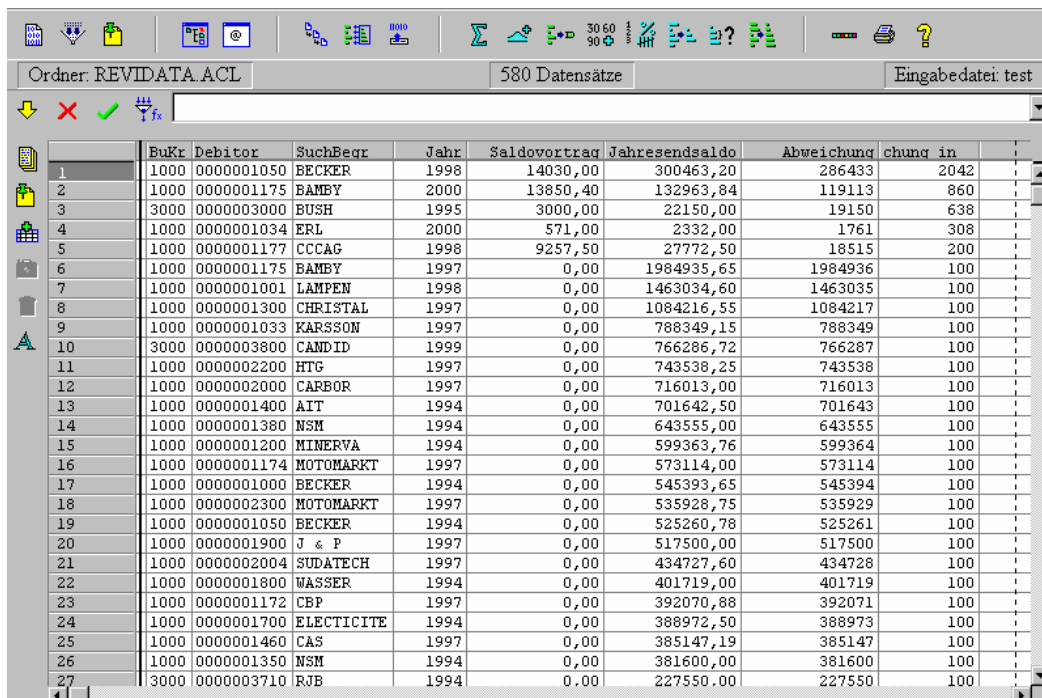 Ordner: REVIDATA.ACL 580 Datensätze Eingabedatei: test
BuKr Debitor SuchBegr Jahr Saldovortrag Jahresendsaldo Abweichung chung in
1 1000 0000001050 BECKER 1998 14030,00 300463,20 286433 2042
2 1000 0000001175 BAMBY 2000 13850,40 132963,84 119113 860
3 3000 0000003000 BUSH 1995 3000,00 22150,00 19150 638
4 1000 0000001034 ERL 2000 571,00 2332,00 1761 308
5 1000 0000001177 CCCAG 1998 9257,50 27772,50 18515 200
6 1000 0000001175 BAMBY 1997 0,00 1984935,65 1984936 100
7 1000 0000001001 LAMPEN 1998 0,00 1463034,60 1463035 100
8 1000 0000001300 CHRISTAL 1997 0,00 1084216,55 1084217 100
9 1000 0000001033 KARSSON 1997 0,00 788349,15 788349 100
10 3000 0000003800 CANDID 1999 0,00 766286,72 766287 100
11 1000 0000002200 HTG 1997 0,00 743538,25 743538 100
12 1000 0000002000 CARBOR 1997 0,00 716013,00 716013 100
13 1000 0000001400 AIT 1994 0,00 701642,50 701643 100
14 1000 0000001380 NSM 1994 0,00 643555,00 643555 100
15 1000 0000001200 MINERVA 1994 0,00 599363,76 599364 100
16 1000 0000001174 MOTOMARKT 1997 0,00 573114,00 573114 100
17 1000 0000001000 BECKER 1994 0,00 545393,65 545394 100
18 1000 0000002300 MOTOMARKT 1997 0,00 535928,75 535929 100
19 1000 0000001050 BECKER 1994 0,00 525260,78 525261 100
20 1000 0000001900 J & P 1997 0,00 517500,00 517500 100
21 1000 0000002004 SUDATECH 1997 0,00 434727,60 434728 100
22 1000 0000001800 WASSER 1994 0,00 401719,00 401719 100
23 1000 0000001172 CBP 1997 0,00 392070,88 392071 100
24 1000 0000001700 ELECTICITE 1994 0,00 388972,50 388973 100
25 1000 0000001460 CAS 1997 0,00 385147,19 385147 100
26 1000 0000001350 NSM 1994 0,00 381600,00 381600 100
27 3000 0000003710 RJB 1994 0,00 227550,00 227550 100